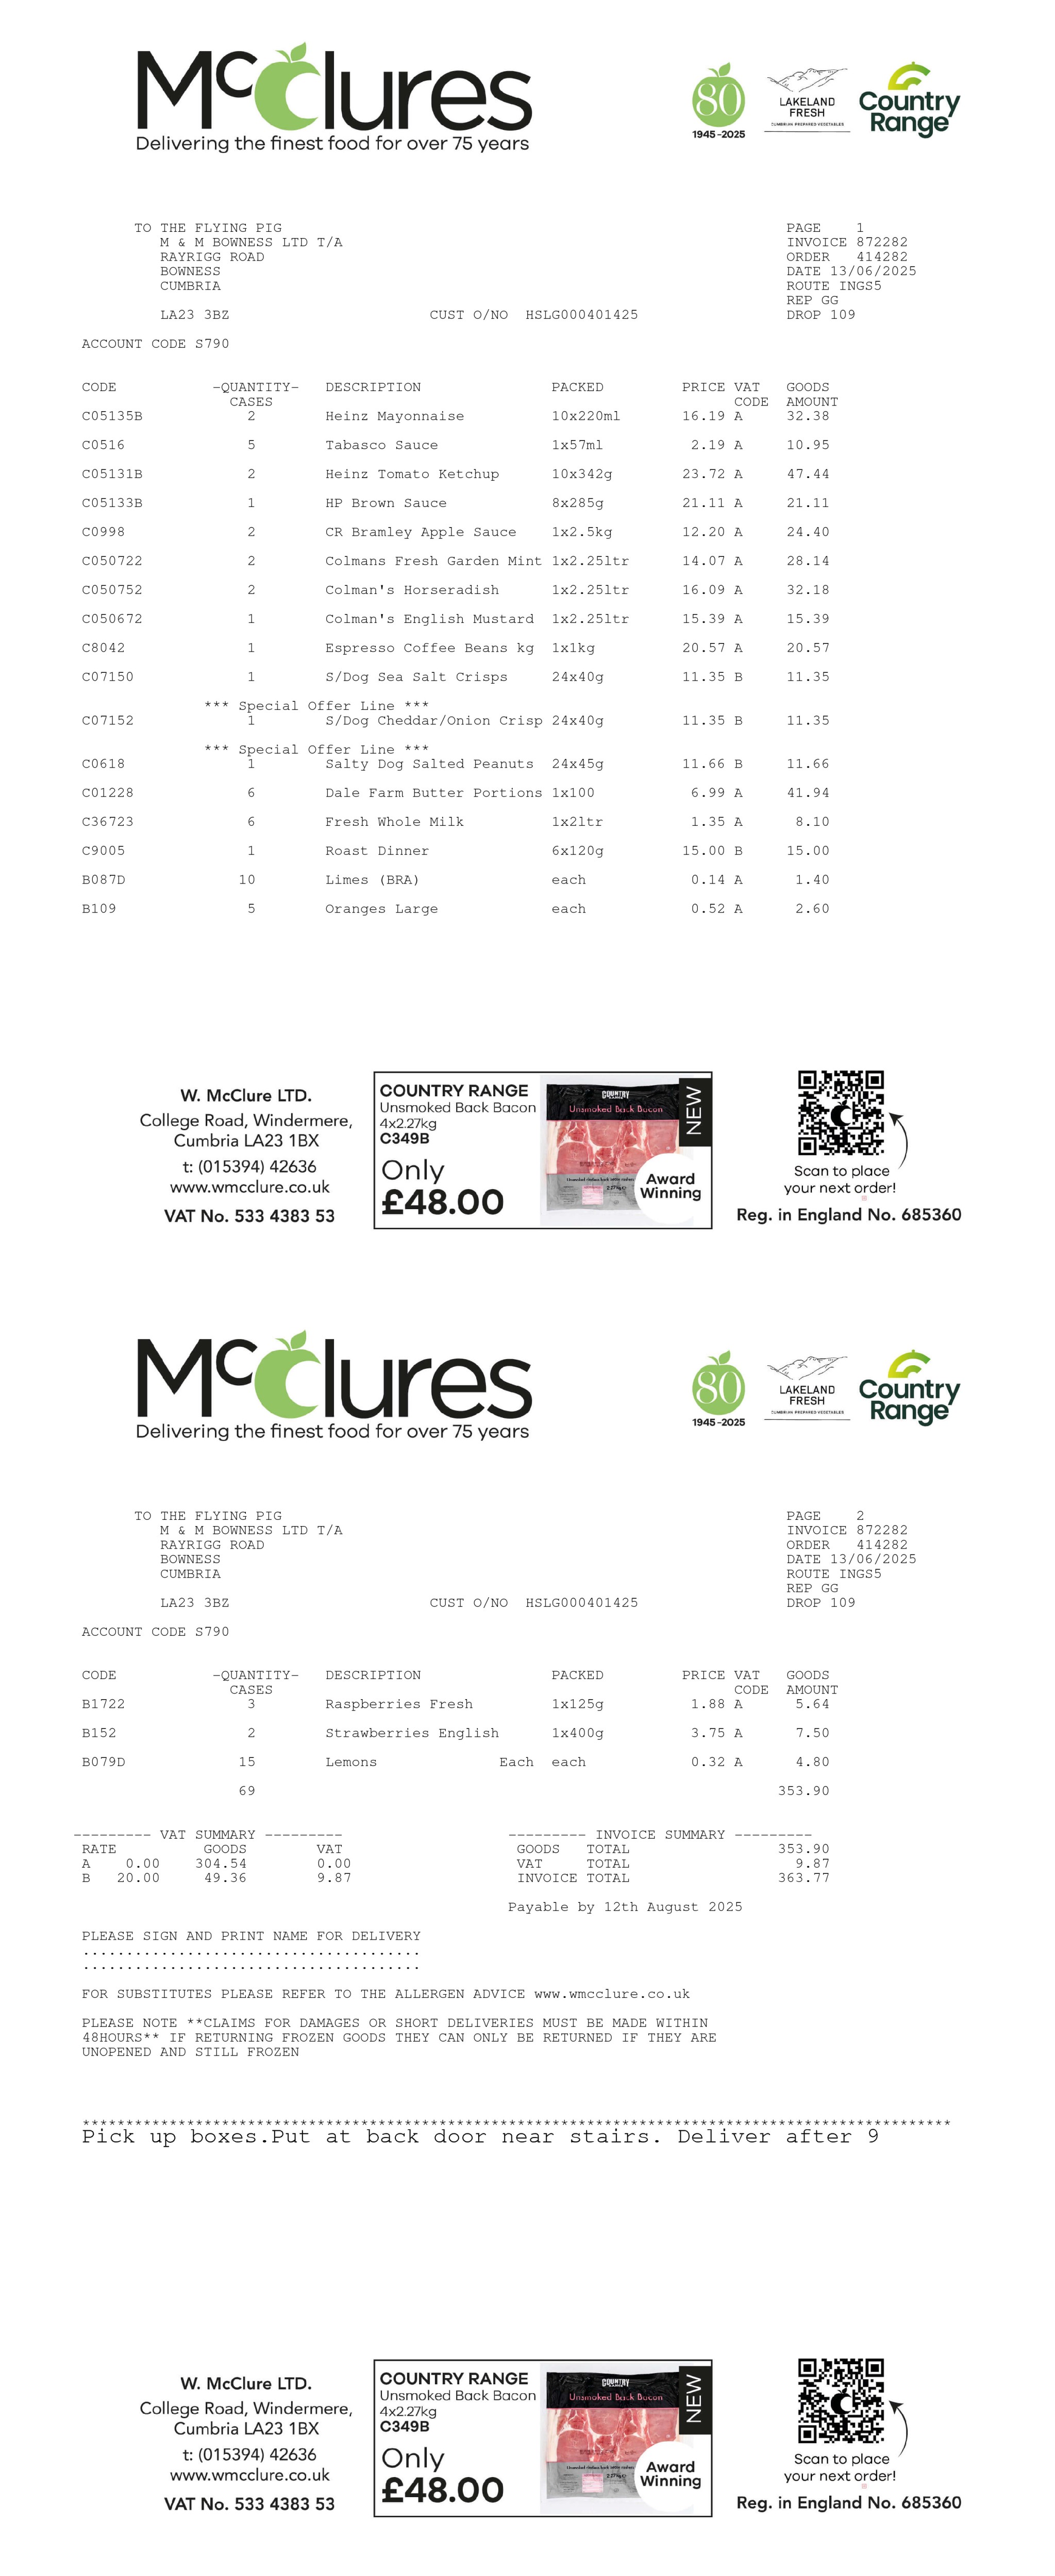 McClures
Delivering the finest food for over 75 years
80
1945-2025
LAKELAND
FRESH
CUMBRIAN PREPARED VEGETABLES
Country
Range
TO THE FLYING PIG
M & M BOWNESS LTD T/A
RAYRIGG ROAD
BOWNESS
CUMBRIA
LA23 3BZ
CUST O/NO HSLG000401425
PAGE 1
INVOICE 872282
ORDER 414282
DATE 13/06/2025
ROUTE INGS5
REP GG
DROP 109
ACCOUNT CODE S790
CODE -QUANTITY- DESCRIPTION PACKED PRICE VAT GOODS
CASES CODE AMOUNT
C05135B 2 Heinz Mayonnaise 10x220ml 16.19 A 32.38
C0516 5 Tabasco Sauce 1x57ml 2.19 A 10.95
C05131B 2 Heinz Tomato Ketchup 10x342g 23.72 A 47.44
C05133B 1 HP Brown Sauce 8x285g 21.11 A 21.11
C0998 2 CR Bramley Apple Sauce 1x2.5kg 12.20 A 24.40
C050722 2 Colmans Fresh Garden Mint 1x2.25ltr 14.07 A 28.14
C050752 2 Colman's Horseradish 1x2.25ltr 16.09 A 32.18
C050672 1 Colman's English Mustard 1x2.25ltr 15.39 A 15.39
C8042 1 Espresso Coffee Beans kg 1x1kg 20.57 A 20.57
C07150 1 S/Dog Sea Salt Crisps 24x40g 11.35 B 11.35
*** Special Offer Line ***
C07152 1 S/Dog Cheddar/Onion Crisp 24x40g 11.35 B 11.35
*** Special Offer Line ***
C0618 1 Salty Dog Salted Peanuts 24x45g 11.66 B 11.66
C01228 6 Dale Farm Butter Portions 1x100 6.99 A 41.94
C36723 6 Fresh Whole Milk 1x2ltr 1.35 A 8.10
C9005 1 Roast Dinner 6x120g 15.00 B 15.00
B087D 10 Limes (BRA) each 0.14 A 1.40
B109 5 Oranges Large each 0.52 A 2.60
W. McClure LTD.
College Road, Windermere,
Cumbria LA23 1BX
t: (015394) 42636
www.wmcclure.co.uk
VAT No. 533 4383 53
COUNTRY RANGE
Unsmoked Back Bacon
4x2.27kg
C349B
Only
£48.00
COUNTRY
Unsmoked Back Bacon
NEW
Award
Winning
Scan to place
your next order!
Reg. in England No. 685360
McClures
Delivering the finest food for over 75 years
80
1945-2025
LAKELAND
FRESH
CUMBRIAN PREPARED VEGETABLES
Country
Range
TO THE FLYING PIG
M & M BOWNESS LTD T/A
RAYRIGG ROAD
BOWNESS
CUMBRIA
LA23 3BZ
CUST O/NO HSLG000401425
PAGE 2
INVOICE 872282
ORDER 414282
DATE 13/06/2025
ROUTE INGS5
REP GG
DROP 109
ACCOUNT CODE S790
CODE -QUANTITY- DESCRIPTION PACKED PRICE VAT GOODS
CASES CODE AMOUNT
B1722 3 Raspberries Fresh 1x125g 1.88 A 5.64
B152 2 Strawberries English 1x400g 3.75 A 7.50
B079D 15 Lemons Each each 0.32 A 4.80
69 353.90
--------- VAT SUMMARY ---------
RATE GOODS VAT
A 0.00 304.54 0.00
B 20.00 49.36 9.87
--------- INVOICE SUMMARY ---------
GOODS TOTAL 353.90
VAT TOTAL 9.87
INVOICE TOTAL 363.77
Payable by 12th August 2025
PLEASE SIGN AND PRINT NAME FOR DELIVERY
.......................................
.......................................
FOR SUBSTITUTES PLEASE REFER TO THE ALLERGEN ADVICE www.wmcclure.co.uk
PLEASE NOTE **CLAIMS FOR DAMAGES OR SHORT DELIVERIES MUST BE MADE WITHIN
48HOURS** IF RETURNING FROZEN GOODS THEY CAN ONLY BE RETURNED IF THEY ARE
UNOPENED AND STILL FROZEN
****************************************************************************************************
Pick up boxes.Put at back door near stairs. Deliver after 9
W. McClure LTD.
College Road, Windermere,
Cumbria LA23 1BX
t: (015394) 42636
www.wmcclure.co.uk
VAT No. 533 4383 53
COUNTRY RANGE
Unsmoked Back Bacon
4x2.27kg
C349B
Only
£48.00
COUNTRY
Unsmoked Back Bacon
NEW
Award
Winning
Scan to place
your next order!
Reg. in England No. 685360